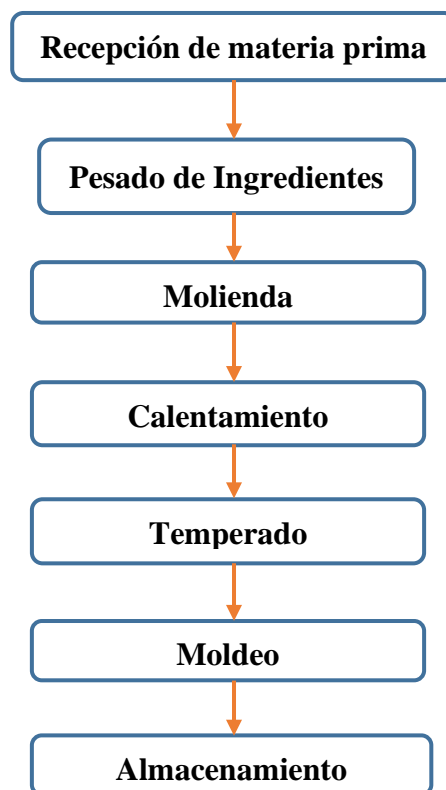 Recepción de materia prima
Pesado de Ingredientes
Molienda
Calentamiento
Temperado
Moldeo
Almacenamiento